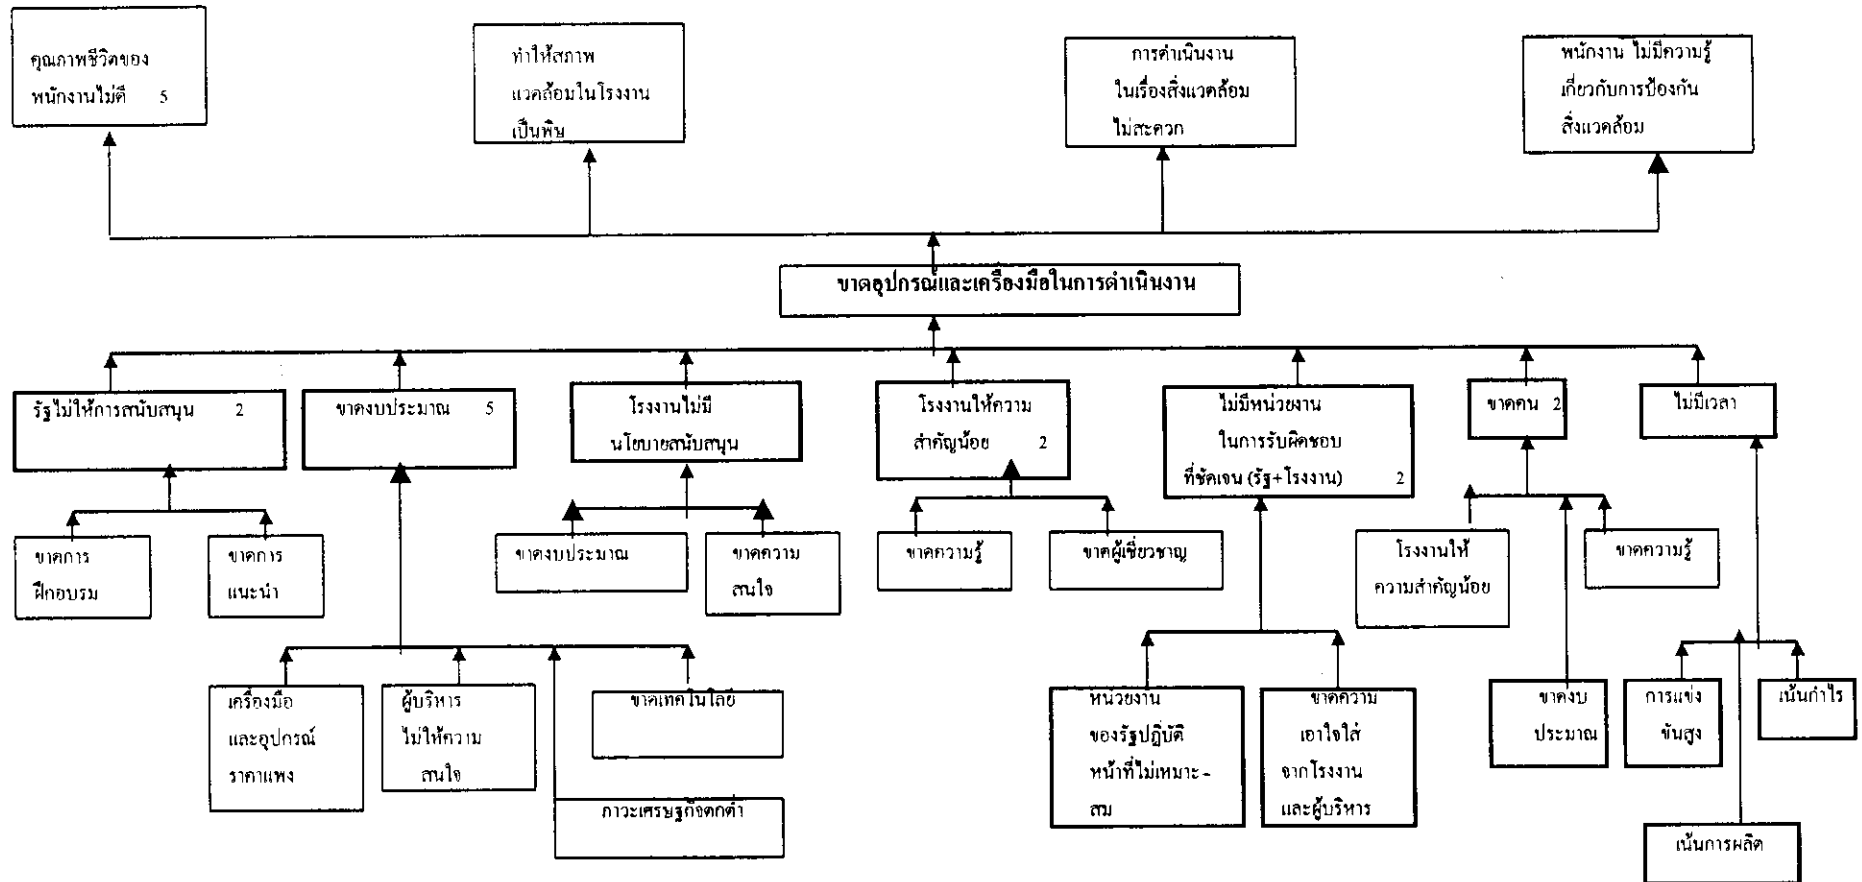 คุณภาพชีวิตของ
พนักงานไม่ดี 5
ทำให้สภาพ
แวดล้อมในโรงงาน
เป็นพิษ
การดำเนินงาน
ในเรื่องสิ่งแวดล้อม
ไม่สะดวก
พนักงาน ไม่มีความรู้
เกี่ยวกับการป้องกัน
สิ่งแวดล้อม
ขาดอุปกรณ์และเครื่องมือในการดำเนินงาน
รัฐไม่ให้การสนับสนุน 2
ขาดงบประมาณ 5
โรงงานไม่มี
นโยบายสนับสนุน
โรงงานให้ความ
สำคัญน้อย 2
ไม่มีหน่วยงาน
ในการรับผิดชอบ
ที่ชัดเจน (รัฐ+โรงงาน) 2
ขาดคน 2
ไม่มีเวลา
ขาดการ
ฝึกอบรม
ขาดการ
แนะนำ
ขาดงบประมาณ
ขาดความ
สนใจ
ขาดความรู้
ขาดผู้เชี่ยวชาญ
โรงงานให้
ความสำคัญน้อย
ขาดความรู้
เครื่องมือ
และอุปกรณ์
ราคาแพง
ผู้บริหาร
ไม่ให้ความ
สนใจ
ขาดเทคโนโลยี
ภาวะเศรษฐกิจตกต่ำ
หน่วยงาน
ของรัฐปฏิบัติ
หน้าที่ไม่เหมาะ-
สม
ขาดความ
เอาใจใส่
จากโรงงาน
และผู้บริหาร
ขาดงบ
ประมาณ
การแข่ง
ขันสูง
เน้นกำไร
เน้นการผลิต